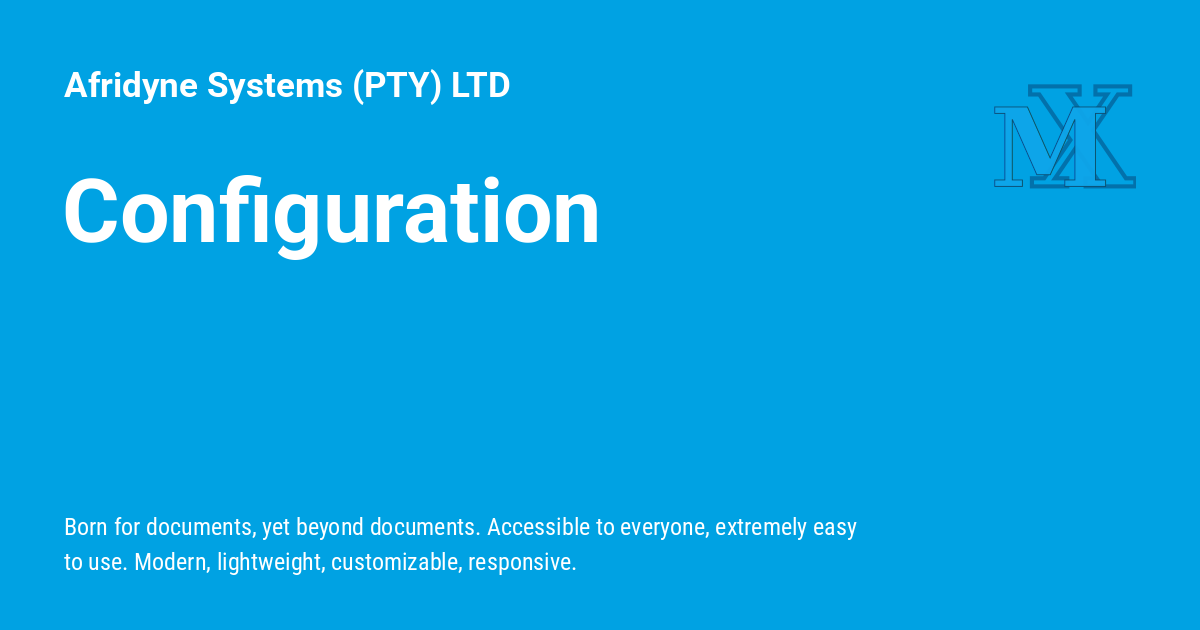 Afridyne Systems (PTY) LTD
MX
Configuration
Born for documents, yet beyond documents. Accessible to everyone, extremely easy
to use. Modern, lightweight, customizable, responsive.